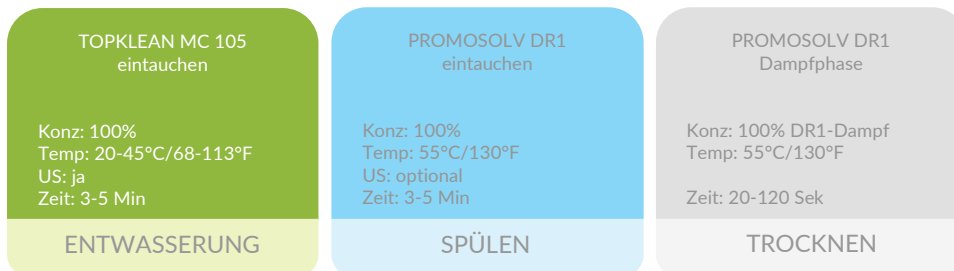 TOPKLEAN MC 105
eintauchen
Konz: 100%
Temp: 20-45°C/68-113°F
US: ja
Zeit: 3-5 Min
ENTWASSERUNG
PROMOSOLV DR1
eintauchen
Konz: 100%
Temp: 55°C/130°F
US: optional
Zeit: 3-5 Min
SPÜLEN
PROMOSOLV DR1
Dampfphase
Konz: 100% DR1-Dampf
Temp: 55°C/130°F
Zeit: 20-120 Sek
TROCKNEN